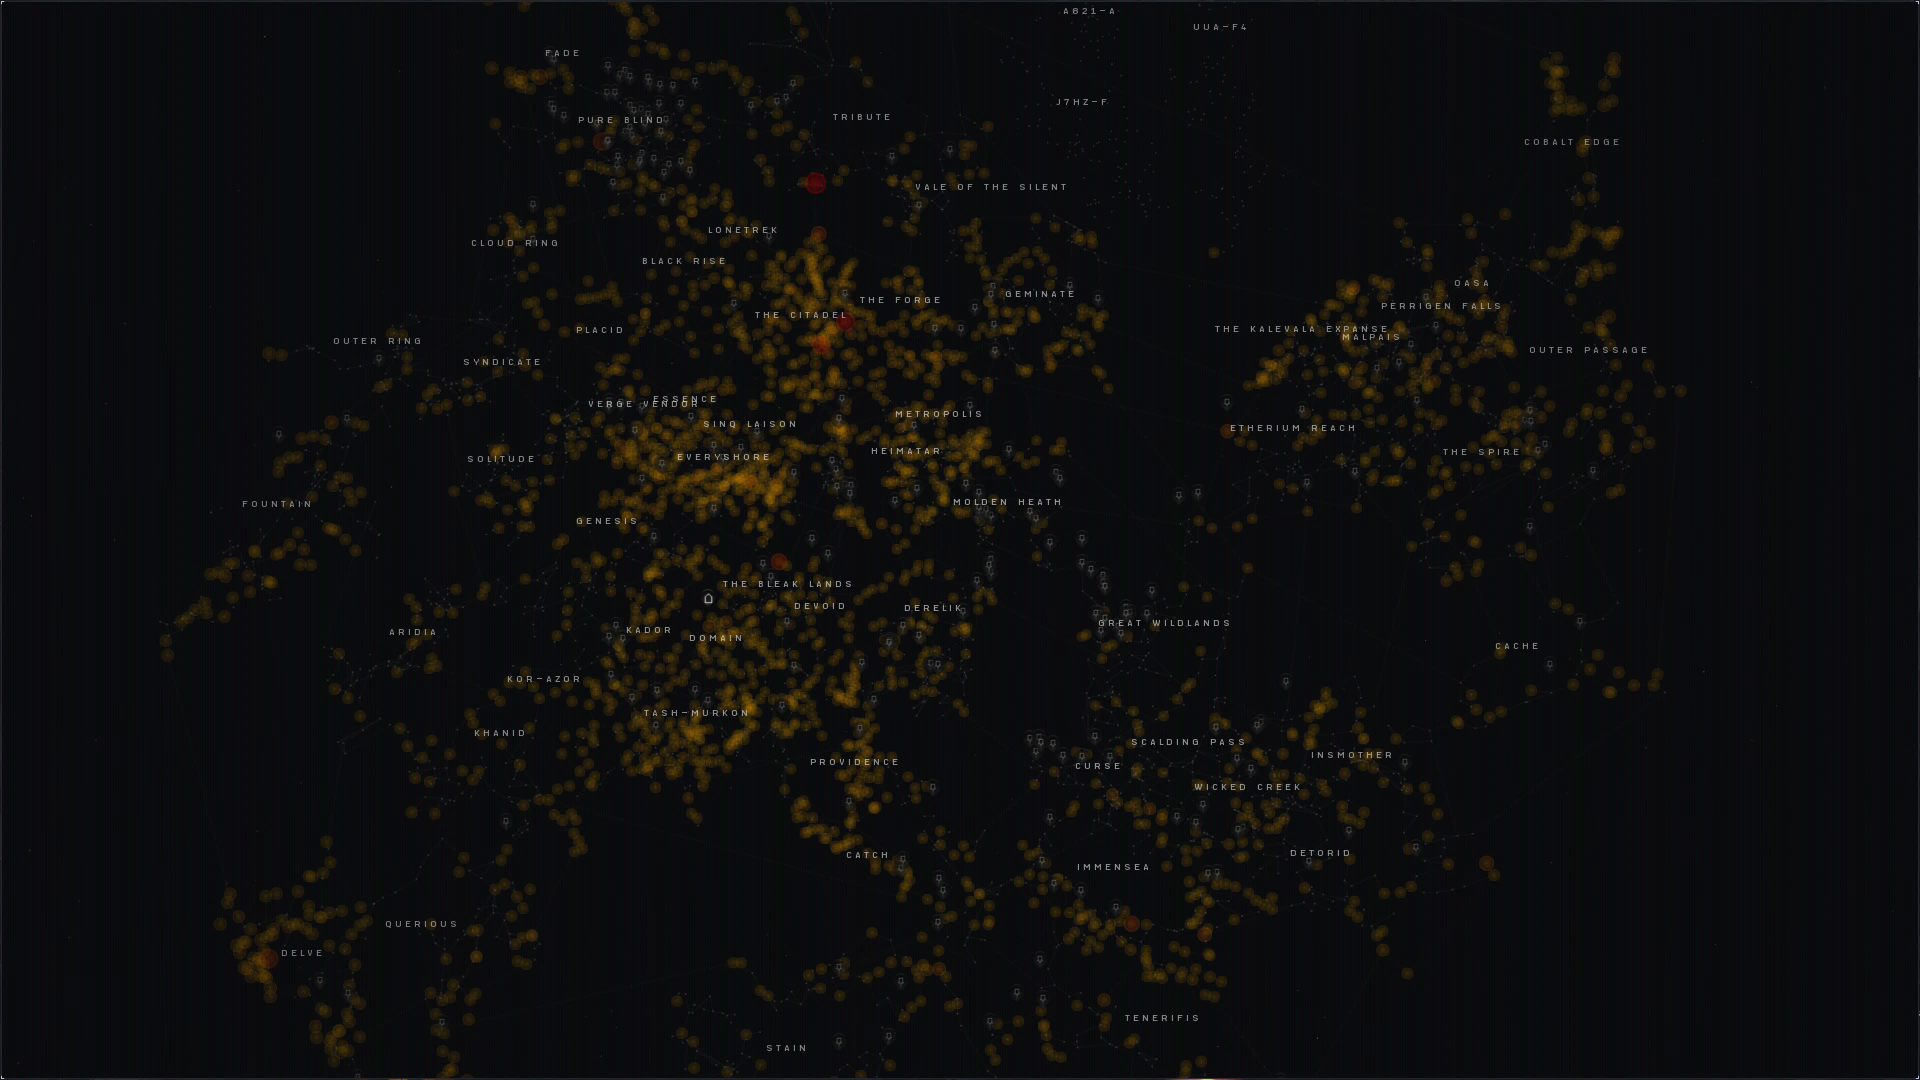 A821-A
UUA-F4
FADE
J7HZ-F
TRIBUTE
PURE BLIND
COBALT EDGE
VALE OF THE SILENT
LONETREK
CLOUD RING
BLACK RISE
OASA
GEMINATE
THE FORGE
PERRIGEN FALLS
THE CITADEL
PLACID
THE KALEVALA EXPANSE
MALPAIS
OUTER RING
OUTER PASSAGE
SYNDICATE
ESSENCE
VERGE VENDOR
METROPOLIS
SINQ LAISON
ETHERIUM REACH
HEIMATAR
THE SPIRE
EVERYSHORE
SOLITUDE
MOLDEN HEATH
FOUNTAIN
GENESIS
THE BLEAK LANDS
DEVOID
DERELIK
GREAT WILDLANDS
KADOR
ARIDIA
DOMAIN
CACHE
KOR-AZOR
TASH-MURKON
KHANID
SCALDING PASS
INSMOTHER
PROVIDENCE
CURSE
WICKED CREEK
DETORID
CATCH
IMMENSEA
QUERIOUS
DELVE
TENERIFIS
STAIN